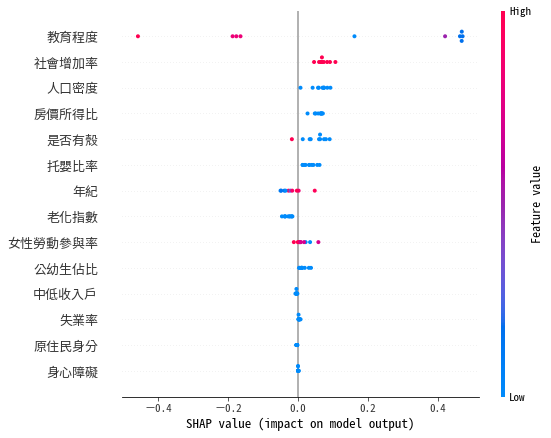 High
教育程度
社會增加率
人口密度
房價所得比
是否有殼
托嬰比率
年紀
老化指數
女性勞動參與率
公幼生佔比
中低收入戶
失業率
原住民身分
身心障礙
Feature value
Low
−0.4 −0.2 0.0 0.2 0.4
SHAP value (impact on model output)